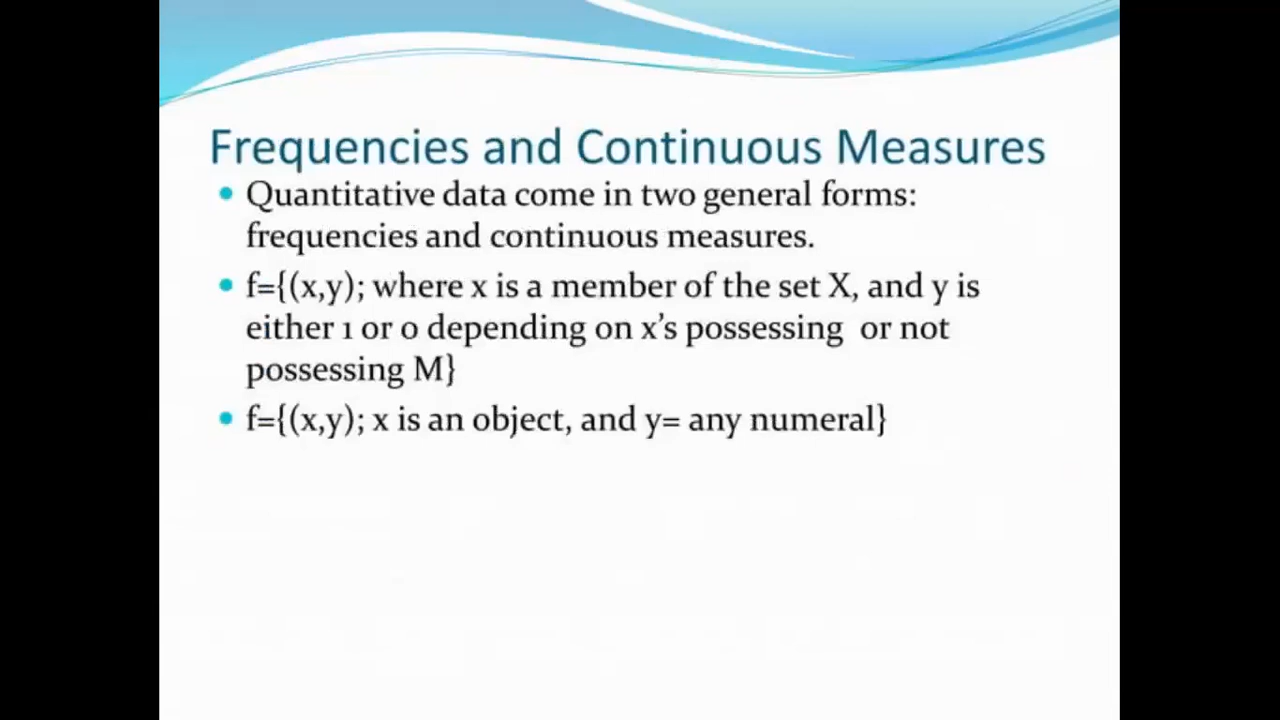 Frequencies and Continuous Measures
• Quantitative data come in two general forms:
frequencies and continuous measures.
• f={(x,y); where x is a member of the set X, and y is
either 1 or 0 depending on x’s possessing  or not
possessing M}
• f={(x,y); x is an object, and y= any numeral}